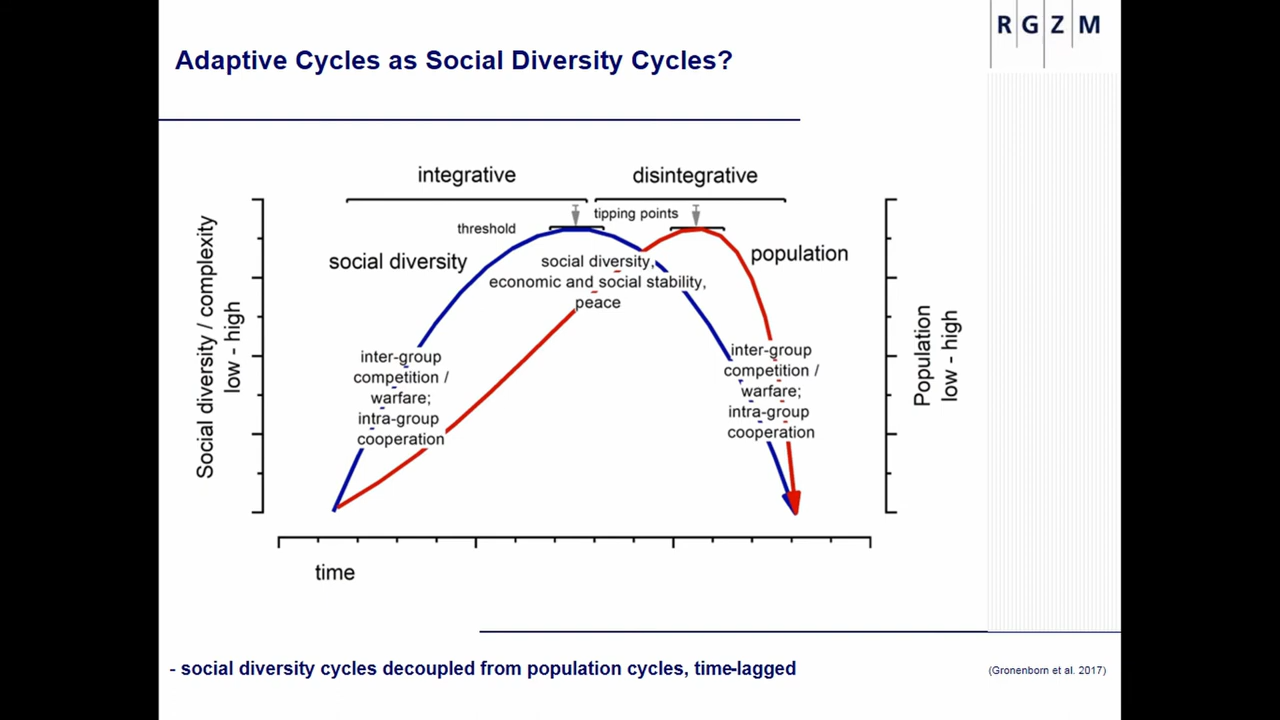 RGZM
Adaptive Cycles as Social Diversity Cycles?
integrative
disintegrative
tipping points
threshold
social diversity
population
social diversity,
economic and social stability,
peace
inter-group
competition /
warfare;
intra-group
cooperation
inter-group
competition /
warfare;
intra-group
cooperation
Social diversity / complexity
low - high
Population
low - high
time
- social diversity cycles decoupled from population cycles, time-lagged
(Gronenborn et al. 2017)